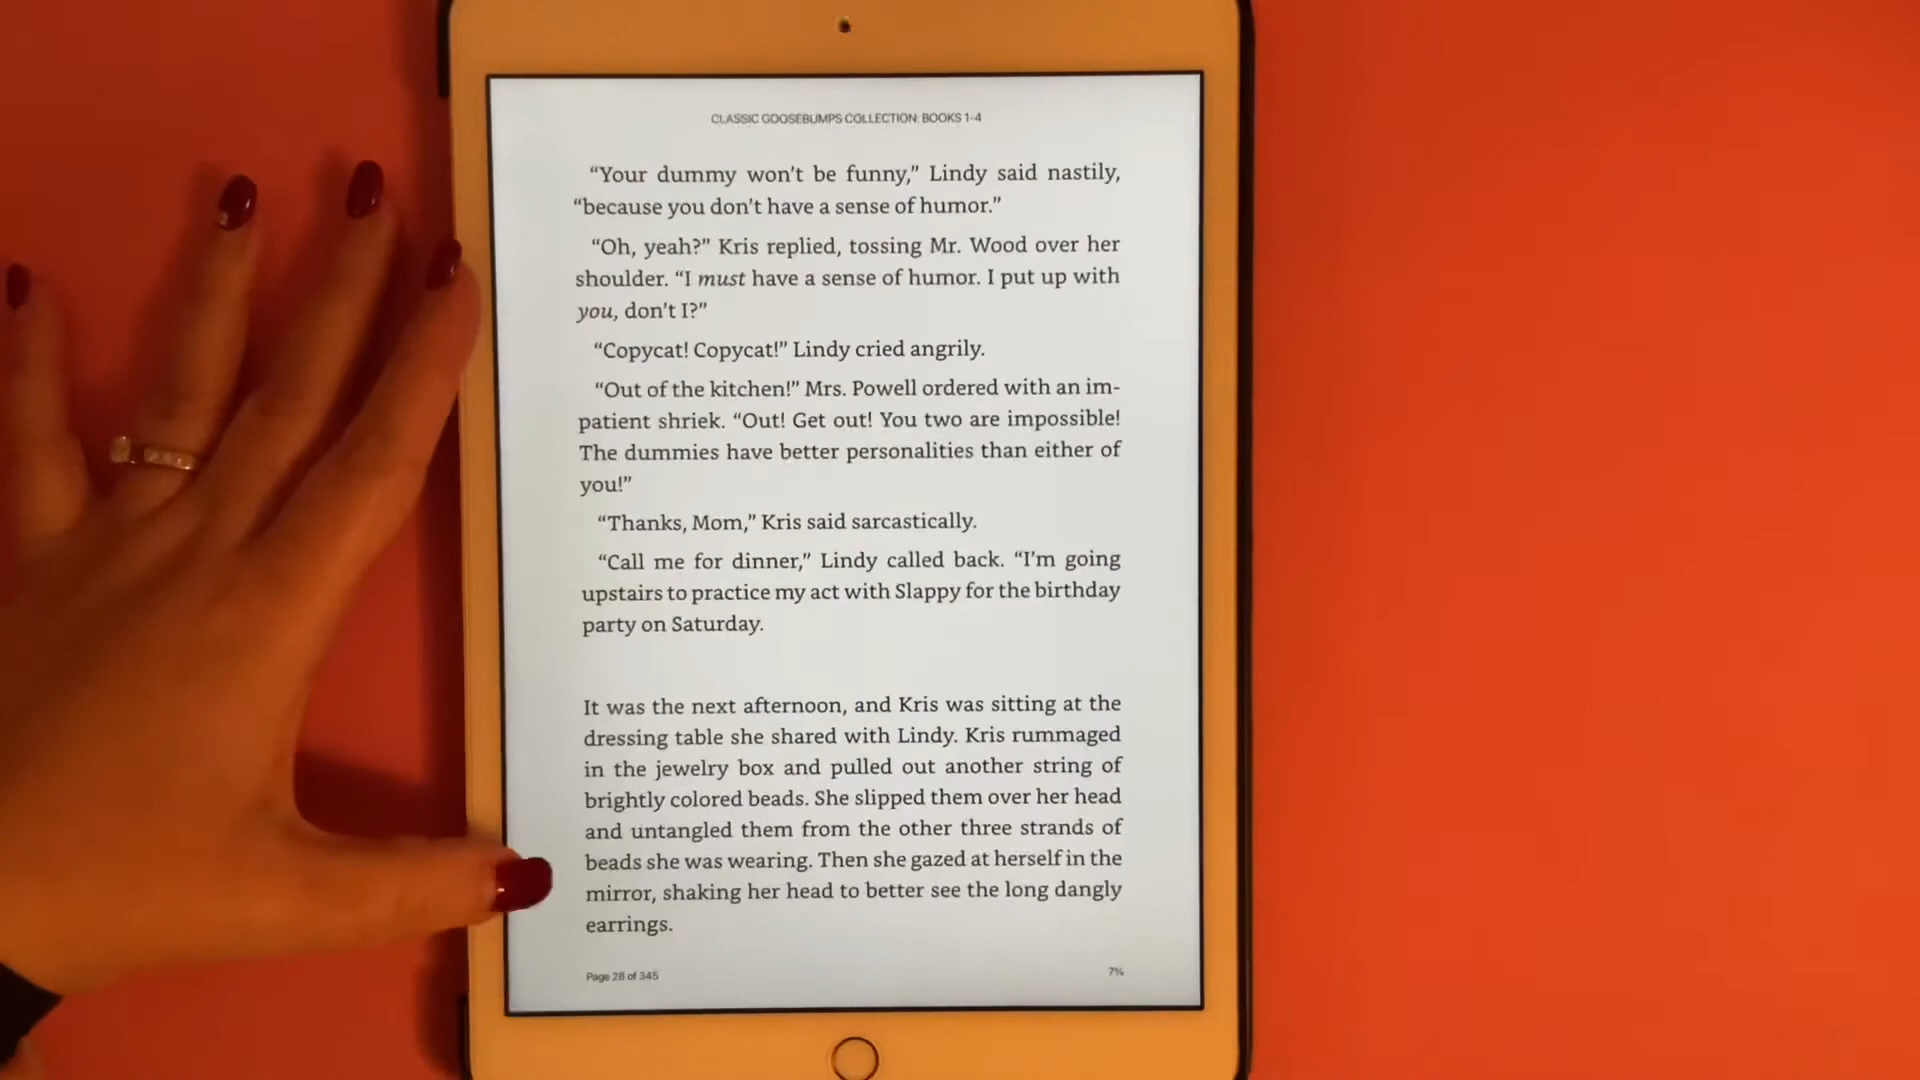 CLASSIC GOOSEBUMPS COLLECTION: BOOKS 1-4
“Your dummy won’t be funny,” Lindy said nastily,
“because you don’t have a sense of humor.”
“Oh, yeah?” Kris replied, tossing Mr. Wood over her
shoulder. “I must have a sense of humor. I put up with
you, don’t I?”
“Copycat! Copycat!” Lindy cried angrily.
“Out of the kitchen!” Mrs. Powell ordered with an im-
patient shriek. “Out! Get out! You two are impossible!
The dummies have better personalities than either of
you!”
“Thanks, Mom,” Kris said sarcastically.
“Call me for dinner,” Lindy called back. “I’m going
upstairs to practice my act with Slappy for the birthday
party on Saturday.
It was the next afternoon, and Kris was sitting at the
dressing table she shared with Lindy. Kris rummaged
in the jewelry box and pulled out another string of
brightly colored beads. She slipped them over her head
and untangled them from the other three strands of
beads she was wearing. Then she gazed at herself in the
mirror, shaking her head to better see the long dangly
earrings.
Page 28 of 345
7%